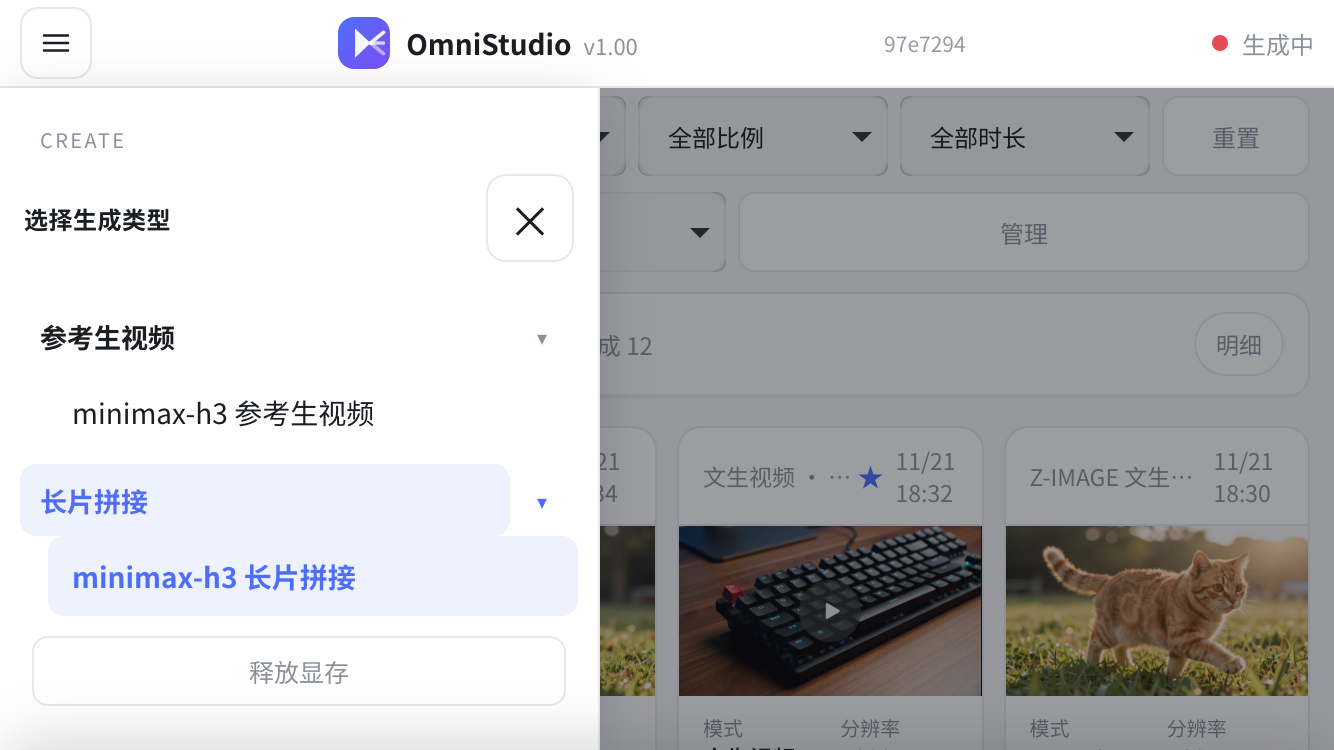 OmniStudio v1.00
97e7294
生成中
CREATE
选择生成类型
参考生视频
minimax-h3 参考生视频
长片拼接
minimax-h3 长片拼接
释放显存
全部比例
全部时长
重置
管理
成 12
明细
21
34
文生视频 · ···
11/21
18:32
Z-IMAGE 文生···
11/21
18:30
模式
分辨率
模式
分辨率